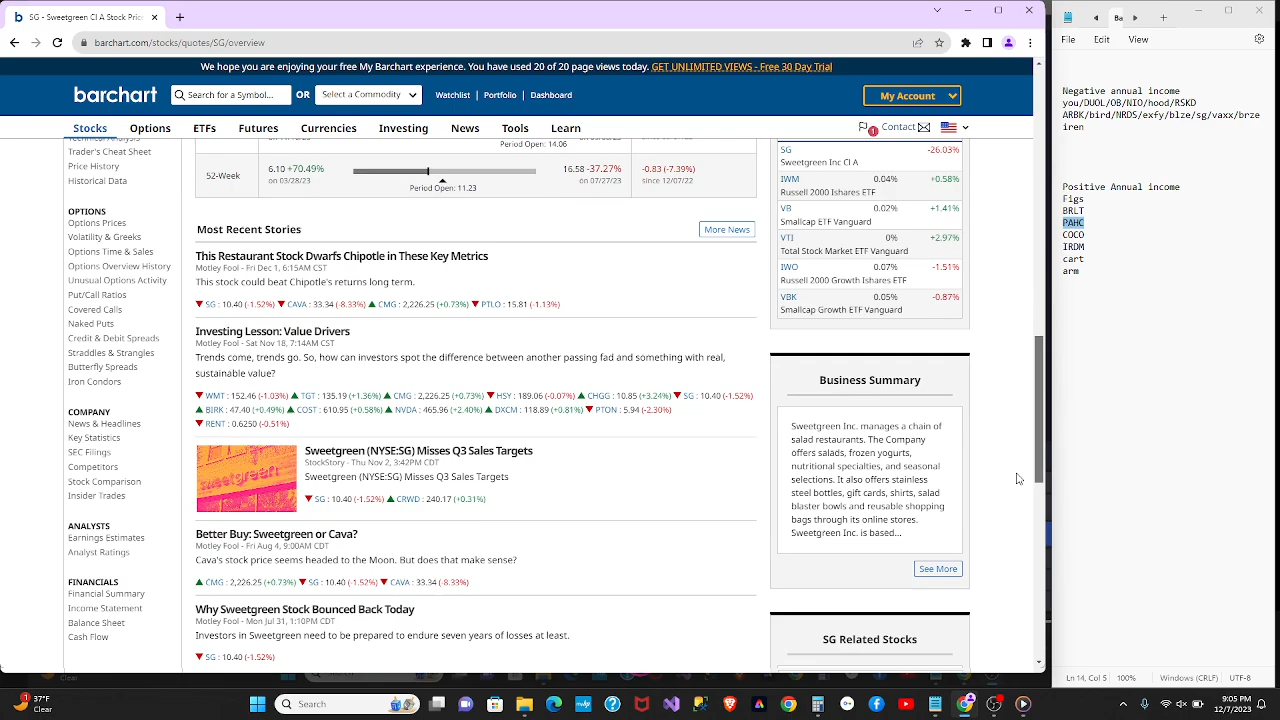 SG - Sweetgreen Cl A Stock Pric
barchart.com/stocks/quotes/SG/overview
We hope you are enjoying your free My Barchart experience. You have used 20 of 20 page views today. GET UNLIMITED VIEWS - Free 30 Day Trial
barchart
Search for a Symbol...
OR
Select a Commodity
Watchlist | Portfolio | Dashboard
My Account
Stocks Options ETFs Futures Currencies Investing News Tools Learn
Contact
Trader's Cheat Sheet
Price History
Historical Data
OPTIONS
Options Prices
Volatility & Greeks
Options Time & Sales
Options Overview History
Unusual Options Activity
Put/Call Ratios
Covered Calls
Naked Puts
Credit & Debit Spreads
Straddles & Strangles
Butterfly Spreads
Iron Condors
COMPANY
News & Headlines
Key Statistics
SEC Filings
Competitors
Stock Comparison
Insider Trades
ANALYSTS
Earnings Estimates
Analyst Ratings
FINANCIALS
Financial Summary
Income Statement
Balance Sheet
Cash Flow
Period Open: 14.06
52-Week
6.10 +70.49%
on 03/28/23
Period Open: 11.23
16.58 -37.27%
on 07/27/23
-0.83 (-7.39%)
since 12/07/22
Most Recent Stories
More News
This Restaurant Stock Dwarfs Chipotle in These Key Metrics
Motley Fool - Fri Dec 1, 6:15AM CST
This stock could beat Chipotle's returns long term.
SG : 10.40 (-1.52%) CAVA : 33.34 (-8.33%) CMG : 2,226.25 (+0.73%) PTLO : 15.81 (-1.13%)
Investing Lesson: Value Drivers
Motley Fool - Sat Nov 18, 7:14AM CST
Trends come, trends go. So, how can investors spot the difference between another passing fad and something with real,
sustainable value?
WMT : 152.46 (-1.03%) TGT : 135.19 (+1.36%) CMG : 2,226.25 (+0.73%) HSY : 189.06 (-0.07%) CHGG : 10.85 (+3.24%) SG : 10.40 (-1.52%)
BIRK : 47.40 (+0.49%) COST : 610.95 (+0.58%) NVDA : 465.96 (+2.40%) DXCM : 118.89 (+0.81%) PTON : 5.94 (-2.30%)
RENT : 0.6250 (-0.51%)
sweetgreen
Sweetgreen (NYSE:SG) Misses Q3 Sales Targets
StockStory - Thu Nov 2, 3:42PM CDT
Sweetgreen (NYSE:SG) Misses Q3 Sales Targets
SG : 10.40 (-1.52%) CRWD : 240.17 (+0.31%)
Better Buy: Sweetgreen or Cava?
Motley Fool - Fri Aug 4, 9:00AM CDT
Cava's stock price seems headed to the Moon. But does that make sense?
CMG : 2,226.25 (+0.73%) SG : 10.40 (-1.52%) CAVA : 33.34 (-8.33%)
Why Sweetgreen Stock Bounced Back Today
Motley Fool - Mon Jul 31, 1:10PM CDT
Investors in Sweetgreen need to be prepared to endure seven years of losses at least.
SG : 10.40 (-1.52%)
SG -26.03%
Sweetgreen Inc Cl A
IWM 0.04% +0.58%
Russell 2000 Ishares ETF
VB 0.02% +1.41%
Smallcap ETF Vanguard
VTI 0% +2.97%
Total Stock Market ETF Vanguard
IWO 0.07% -1.51%
Russell 2000 Growth Ishares ETF
VBK 0.05% -0.87%
Smallcap Growth ETF Vanguard
Business Summary
Sweetgreen Inc. manages a chain of
salad restaurants. The Company
offers salads, frozen yogurts,
nutritional specialties, and seasonal
selections. It also offers stainless
steel bottles, gift cards, shirts, salad
blaster bowls and reusable shopping
bags through its online stores.
Sweetgreen Inc. is based...
See More
SG Related Stocks
Ba
File Edit View
Negative annual income
you/DUOL/OB/NIO/hood/RSKD
ARBK/bird/NRDS/exfy/blze/sg/vaxx/brze
iren
Positive Annual income
Figs
BRLT
PAHC
COCO
IRDM
cart
arm
Ln 14, Col 5 100% Windows (CRLF) UTF-8
Clear
37°F
Clear
Search
9:05 PM
12/7/2023